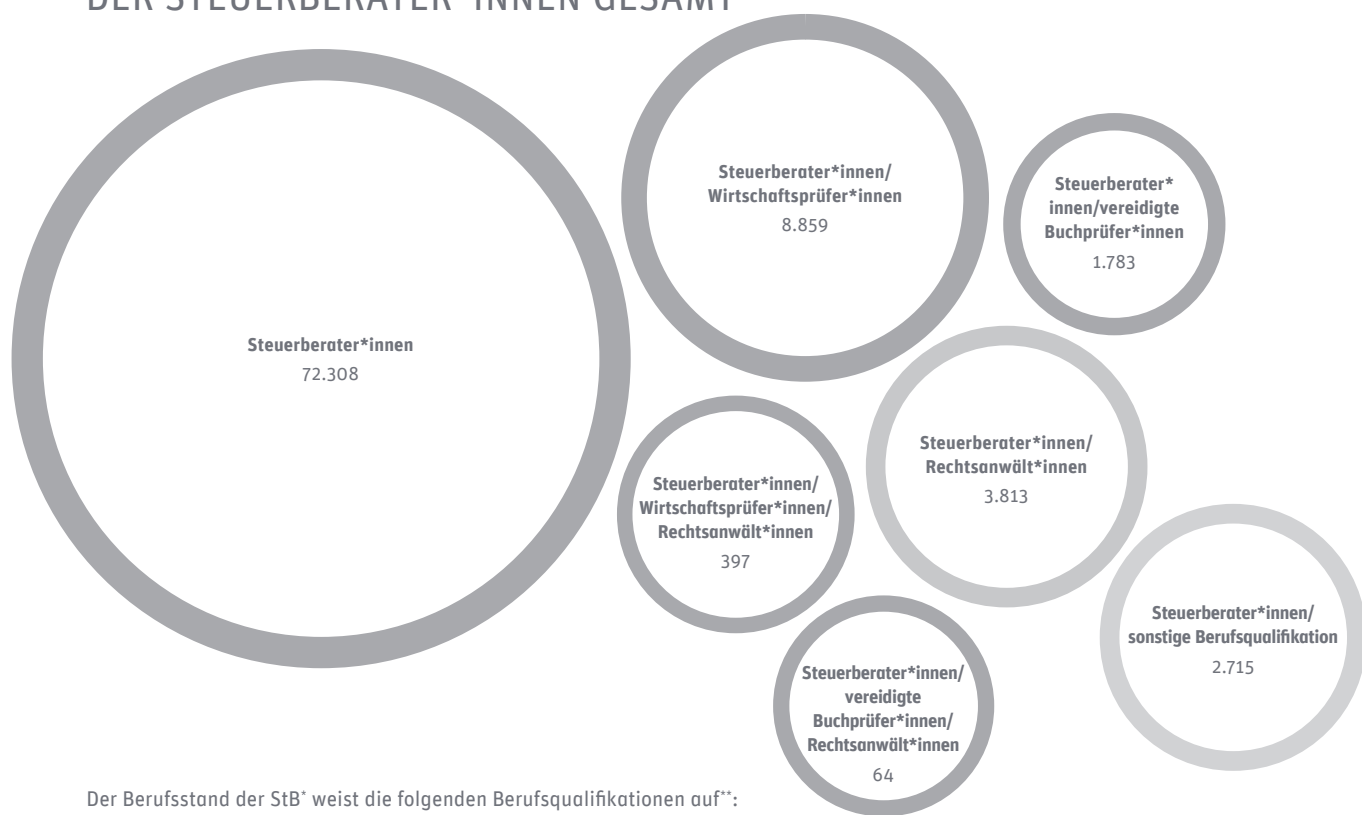 DER STEUERBERATER*INNEN GESAMT
Steuerberater*innen
72.308
Steuerberater*innen/
Wirtschaftsprüfer*innen
8.859
Steuerberater*
innen/vereidigte
Buchprüfer*innen
1.783
Steuerberater*innen/
Wirtschaftsprüfer*innen/
Rechtsanwält*innen
397
Steuerberater*innen/
Rechtsanwält*innen
3.813
Steuerberater*innen/
sonstige Berufsqualifikation
2.715
Steuerberater*innen/
vereidigte
Buchprüfer*innen/
Rechtsanwält*innen
64
Der Berufsstand der StB* weist die folgenden Berufsqualifikationen auf**: